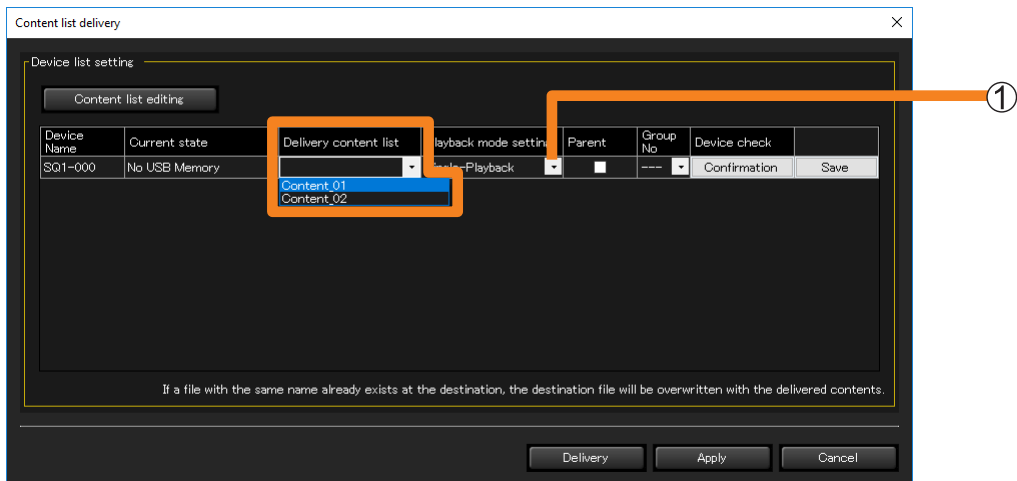 Content list delivery
Device list setting
Content list editing
①
Device Name Current state Delivery content list layback mode settin Parent Group No Device check
SQ1-000 No USB Memory -Playback --- Confirmation Save
Content_01
Content_02
If a file with the same name already exists at the destination, the destination file will be overwritten with the delivered contents.
Delivery Apply Cancel